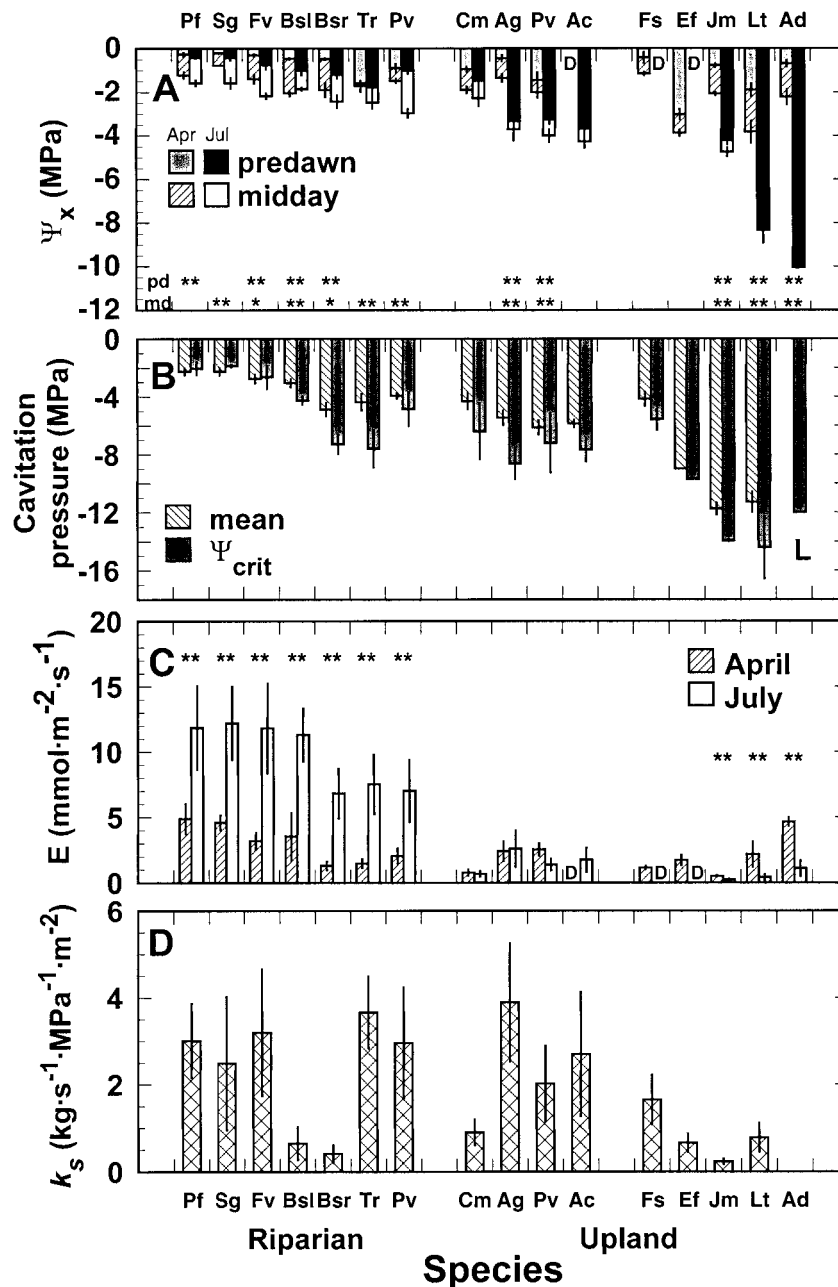 Pf Sg Fv Bsl Bsr Tr Pv Cm Ag Pv Ac Fs Ef Jm Lt Ad
0
-2
-4
-6
-8
-10
-12
Ψx (MPa)
A
D D D
Apr Jul
predawn
midday
pd ** ** ** ** ** ** ** ** **
md ** * ** * ** ** ** ** ** ** **
0
-4
-8
-12
-16
Cavitation
pressure (MPa)
B
mean
Ψcrit
L
20
15
10
5
0
E (mmol·m-2·s-1)
C
** ** ** ** ** ** **
April
July
** ** **
D D D
6
4
2
0
ks (kg·s-1·MPa-1·m-2)
D
Pf Sg Fv Bsl Bsr Tr Pv Cm Ag Pv Ac Fs Ef Jm Lt Ad
Riparian Upland
Species